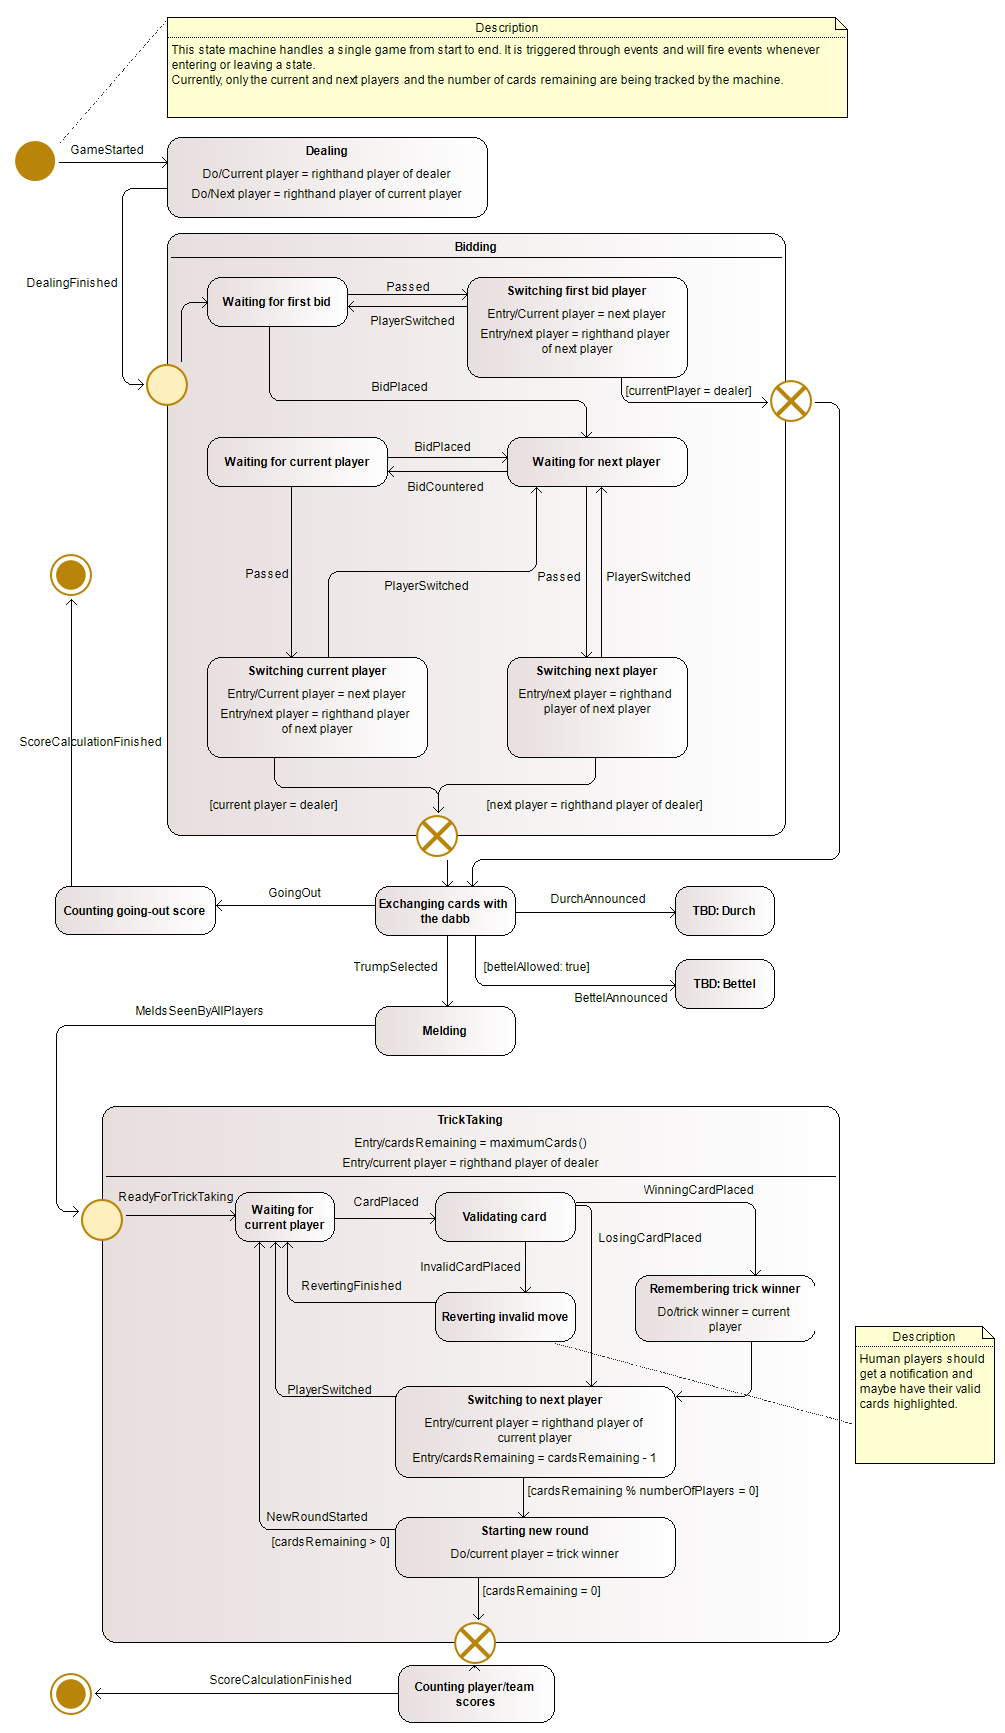 Description
This state machine handles a single game from start to end. It is triggered through events and will fire events whenever
entering or leaving a state.
Currently, only the current and next players and the number of cards remaining are being tracked by the machine.
GameStarted
Dealing
Do/Current player = righthand player of dealer
Do/Next player = righthand player of current player
DealingFinished
Bidding
Waiting for first bid
Passed
PlayerSwitched
Switching first bid player
Entry/Current player = next player
Entry/next player = righthand player
of next player
BidPlaced
[currentPlayer = dealer]
Waiting for current player
BidPlaced
BidCountered
Waiting for next player
Passed
PlayerSwitched
Passed
PlayerSwitched
Switching current player
Entry/Current player = next player
Entry/next player = righthand player
of next player
Switching next player
Entry/next player = righthand
player of next player
ScoreCalculationFinished
[current player = dealer]
[next player = righthand player of dealer]
Counting going-out score
GoingOut
Exchanging cards with
the dabb
DurchAnnounced
TBD: Durch
TrumpSelected
[bettelAllowed: true]
BettelAnnounced
TBD: Bettel
MeldsSeenByAllPlayers
Melding
TrickTaking
Entry/cardsRemaining = maximumCards()
Entry/current player = righthand player of dealer
ReadyForTrickTaking
Waiting for
current player
CardPlaced
Validating card
WinningCardPlaced
LosingCardPlaced
InvalidCardPlaced
RevertingFinished
Reverting invalid move
Remembering trick winner
Do/trick winner = current
player
Description
Human players should
get a notification and
maybe have their valid
cards highlighted.
PlayerSwitched
Switching to next player
Entry/current player = righthand player of
current player
Entry/cardsRemaining = cardsRemaining - 1
[cardsRemaining % numberOfPlayers = 0]
NewRoundStarted
[cardsRemaining > 0]
Starting new round
Do/current player = trick winner
[cardsRemaining = 0]
ScoreCalculationFinished
Counting player/team
scores